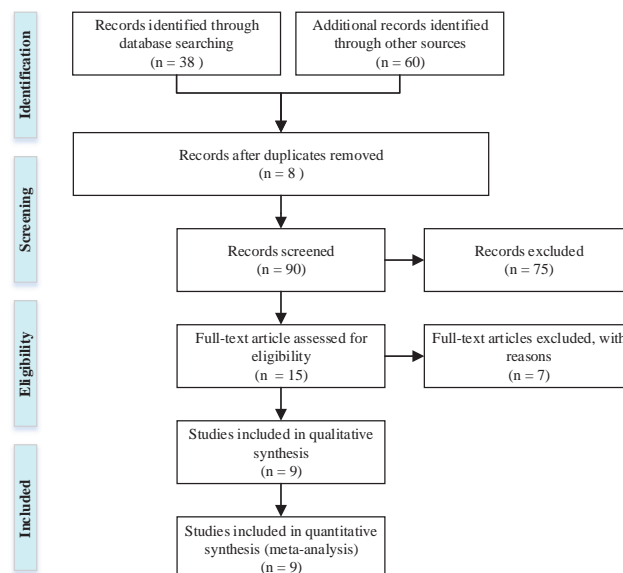 Identification
Records identified through
database searching
(n = 38 )
Additional records identified
through other sources
(n = 60)
Records after duplicates removed
(n = 8 )
Screening
Records screened
(n = 90)
Records excluded
(n = 75)
Eligibility
Full-text article assessed for
eligibility
(n  = 15)
Full-text articles excluded, with
reasons
(n = 7)
Studies included in qualitative
synthesis
(n = 9)
Included
Studies included in quantitative
synthesis (meta-analysis)
(n = 9)